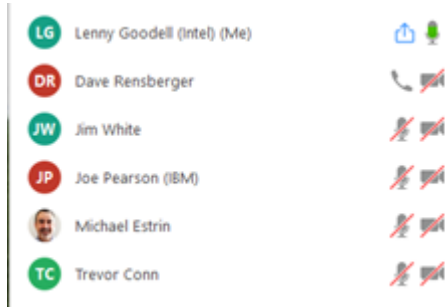 LG Lenny Goodell (Intel) (Me)
DR Dave Rensberger
JW Jim White
JP Joe Pearson (IBM)
Michael Estrin
TC Trevor Conn